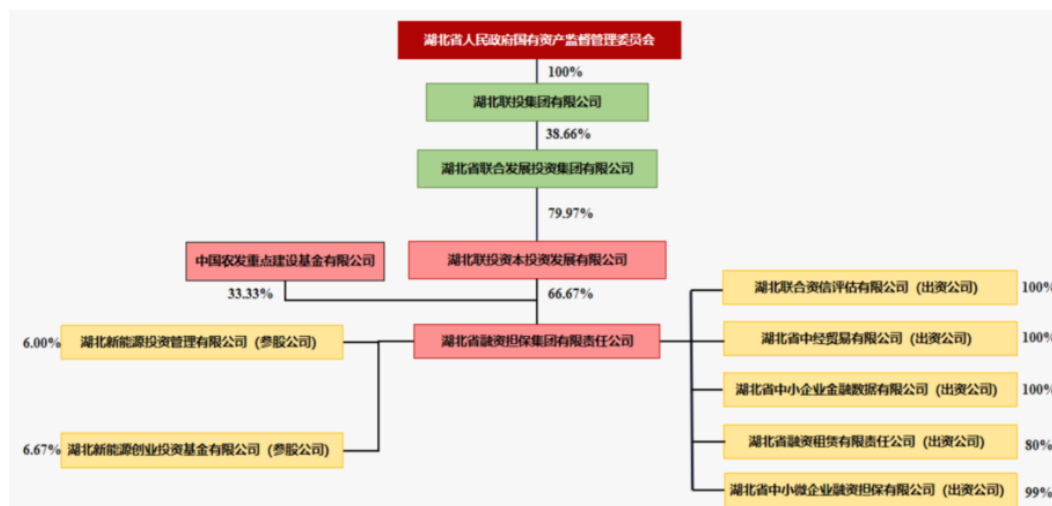 湖北省人民政府国有资产监督管理委员会
100%
湖北联投集团有限公司
38.66%
湖北省联合发展投资集团有限公司
79.97%
中国农发重点建设基金有限公司
湖北联投资本投资发展有限公司
33.33%
66.67%
湖北联合资信评估有限公司（出资公司）
100%
6.00%
湖北新能源投资管理有限公司（参股公司）
湖北省融资担保集团有限责任公司
湖北省中经贸易有限公司（出资公司）
100%
湖北省中小企业金融数据有限公司（出资公司）
100%
6.67%
湖北新能源创业投资基金有限公司（参股公司）
湖北省融资租赁有限责任公司（出资公司）
80%
湖北省中小微企业融资担保有限公司（出资公司）
99%